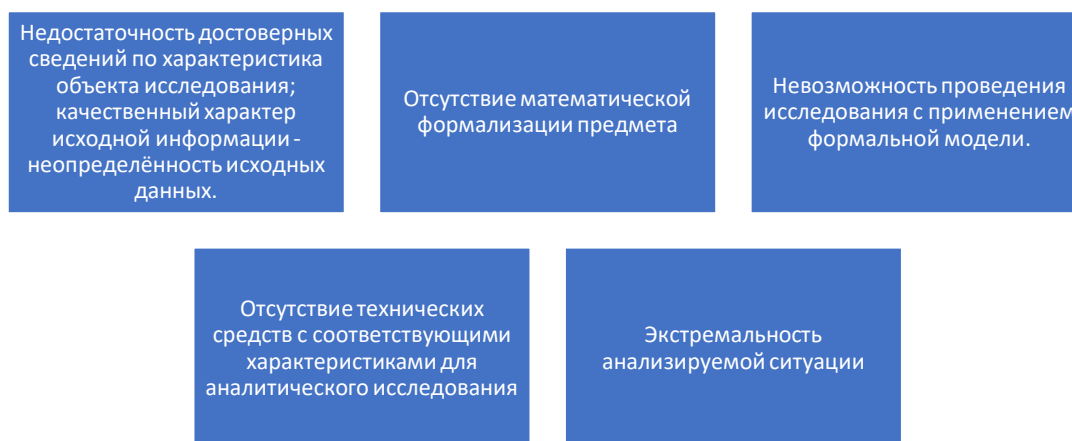 Недостаточность достоверных
сведений по характеристика
объекта исследования;
качественный характер
исходной информации -
неопределённость исходных
данных.
Отсутствие математической
формализации предмета
Невозможность проведения
исследования с применением
формальной модели.
Отсутствие технических
средств с соответствующими
характеристиками для
аналитического исследования
Экстремальность
анализируемой ситуации